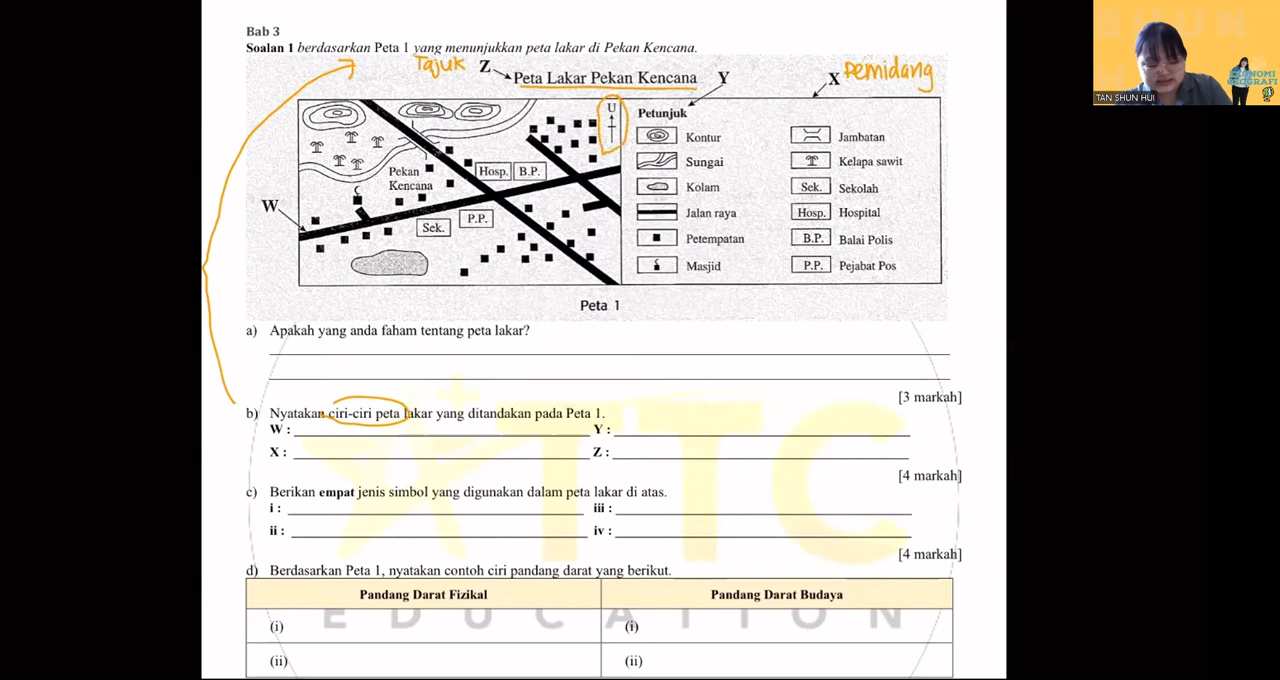 Bab 3
Soalan 1 berdasarkan Peta 1 yang menunjukkan peta lakar di Pekan Kencana.
Tajuk
Z
Peta Lakar Pekan Kencana
Y
X
Pemidang
TAN SHUN HUI
EKONOMI
GEOGRAFI
U
Petunjuk
Kontur
Jambatan
Sungai
Kelapa sawit
Kolam
Sek. Sekolah
Jalan raya
Hosp. Hospital
Petempatan
B.P. Balai Polis
Masjid
P.P. Pejabat Pos
Pekan
Kencana
Hosp.
B.P.
W
P.P.
Sek.
Peta 1
a) Apakah yang anda faham tentang peta lakar?
[3 markah]
b) Nyatakan ciri-ciri peta lakar yang ditandakan pada Peta 1.
W : Y :
X : Z :
[4 markah]
c) Berikan empat jenis simbol yang digunakan dalam peta lakar di atas.
i : iii :
ii : iv :
[4 markah]
d) Berdasarkan Peta 1, nyatakan contoh ciri pandang darat yang berikut.
Pandang Darat Fizikal Pandang Darat Budaya
(i) (i)
(ii) (ii)
TTC
EDUCATION